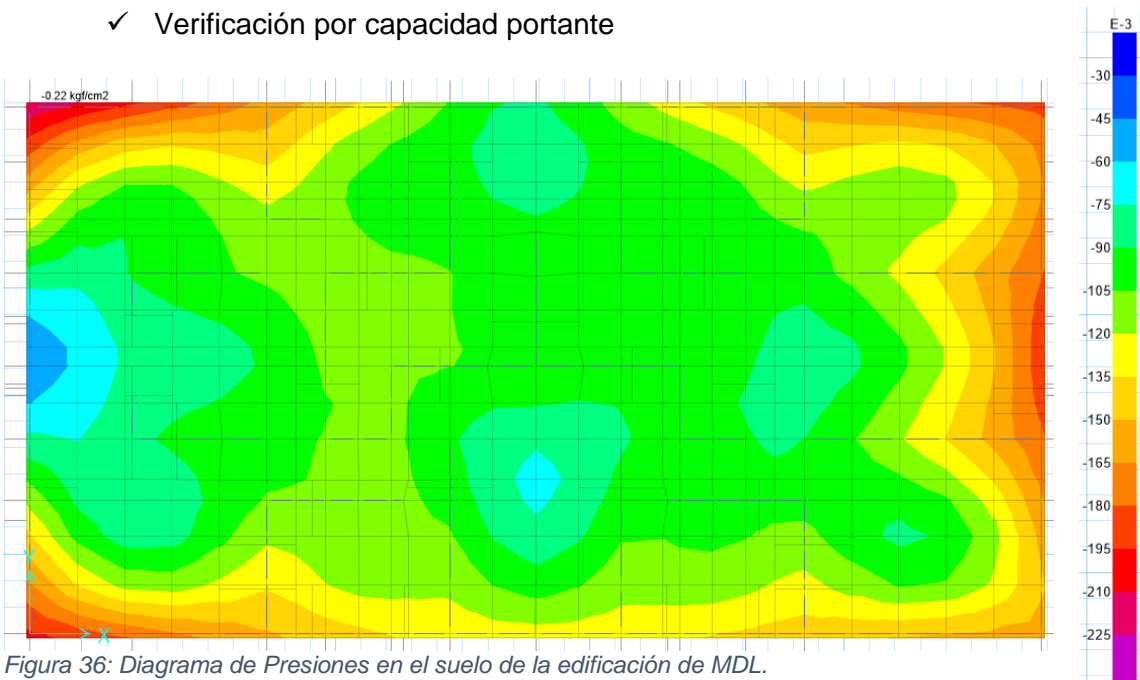 ✓ Verificación por capacidad portante
E-3
-0.22 kgf/cm2
-30
-45
-60
-75
-90
-105
-120
-135
-150
-165
-180
-195
-210
-225
Y
X
Figura 36: Diagrama de Presiones en el suelo de la edificación de MDL.